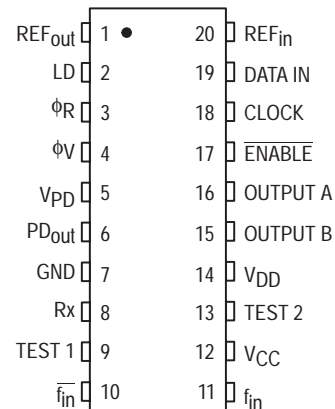 REFout 1 20 REFin
LD 2 19 DATA IN
ϕR 3 18 CLOCK
ϕV 4 17 E̅N̅A̅B̅L̅E̅
VPD 5 16 OUTPUT A
PDout 6 15 OUTPUT B
GND 7 14 VDD
Rx 8 13 TEST 2
TEST 1 9 12 VCC
f̅i̅n̅ 10 11 fin